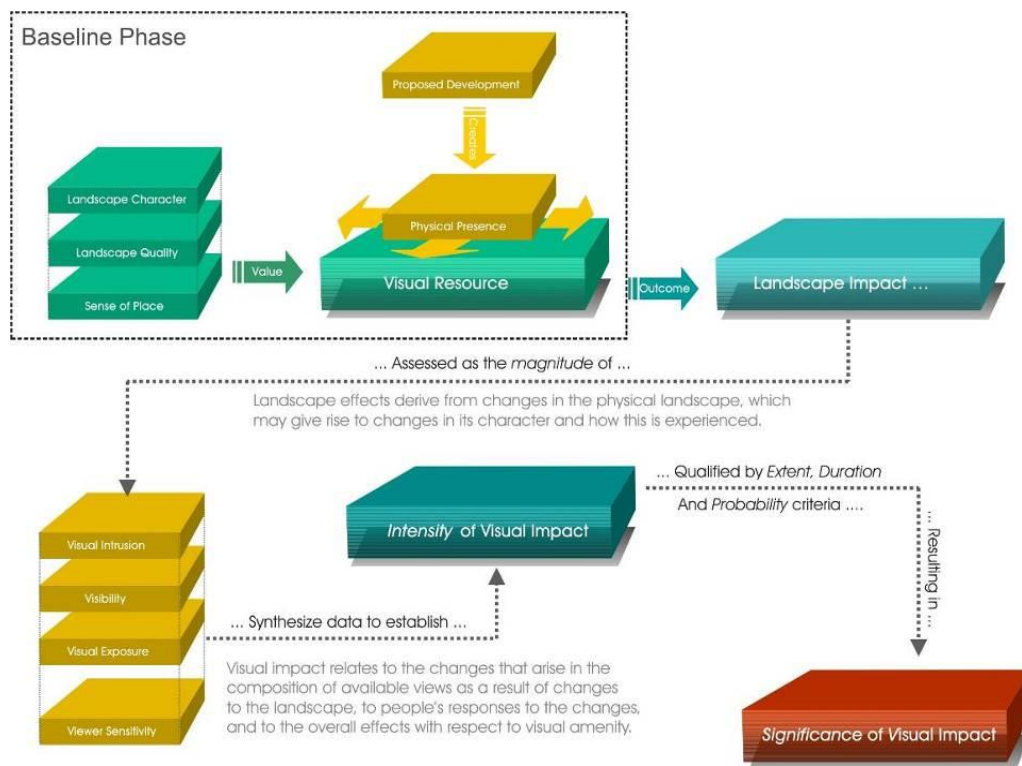 Baseline Phase
Proposed Development
Creates
Landscape Character
Physical Presence
Landscape Quality
Value
Visual Resource
Outcome
Landscape Impact ...
Sense of Place
... Assessed as the magnitude of ...
Landscape effects derive from changes in the physical landscape, which
may give rise to changes in its character and how this is experienced.
... Qualified by Extent, Duration
And Probability criteria ....
Intensity of Visual Impact
Visual Intrusion
Visibility
Visual Exposure
Viewer Sensitivity
... Synthesize data to establish ...
Visual impact relates to the changes that arise in the
composition of available views as a result of changes
to the landscape, to people's responses to the changes,
and to the overall effects with respect to visual amenity.
... Resulting in ...
Significance of Visual Impact